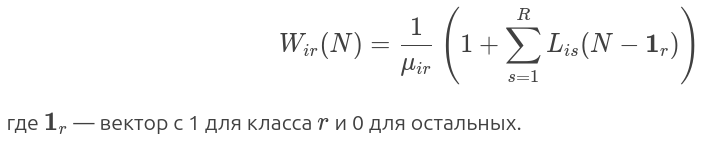 W_{ir}(N) = \frac{1}{\mu_{ir}} \left( 1 + \sum_{s=1}^{R} L_{is}(N - \mathbf{1}_r) \right)
где 𝟏_r — вектор с 1 для класса r и 0 для остальных.